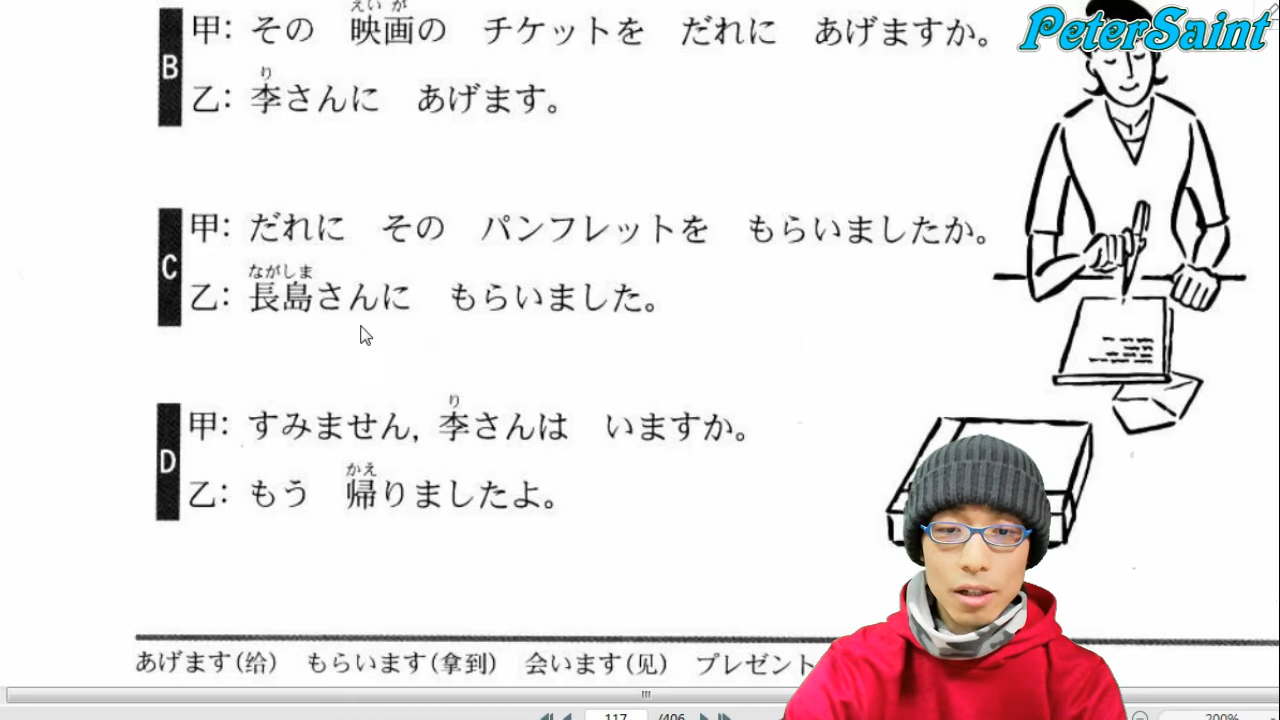 えいが
甲: その 映画の チケットを だれに あげますか。
PeterSaint
B
り
乙: 李さんに あげます。
甲: だれに その パンフレットを もらいましたか。
C
ながしま
乙: 長島さんに もらいました。
り
甲: すみません, 李さんは いますか。
D
かえ
乙: もう 帰りましたよ。
あげます(给) もらいます(拿到) 会います(见) プレゼント
117 /406 200%